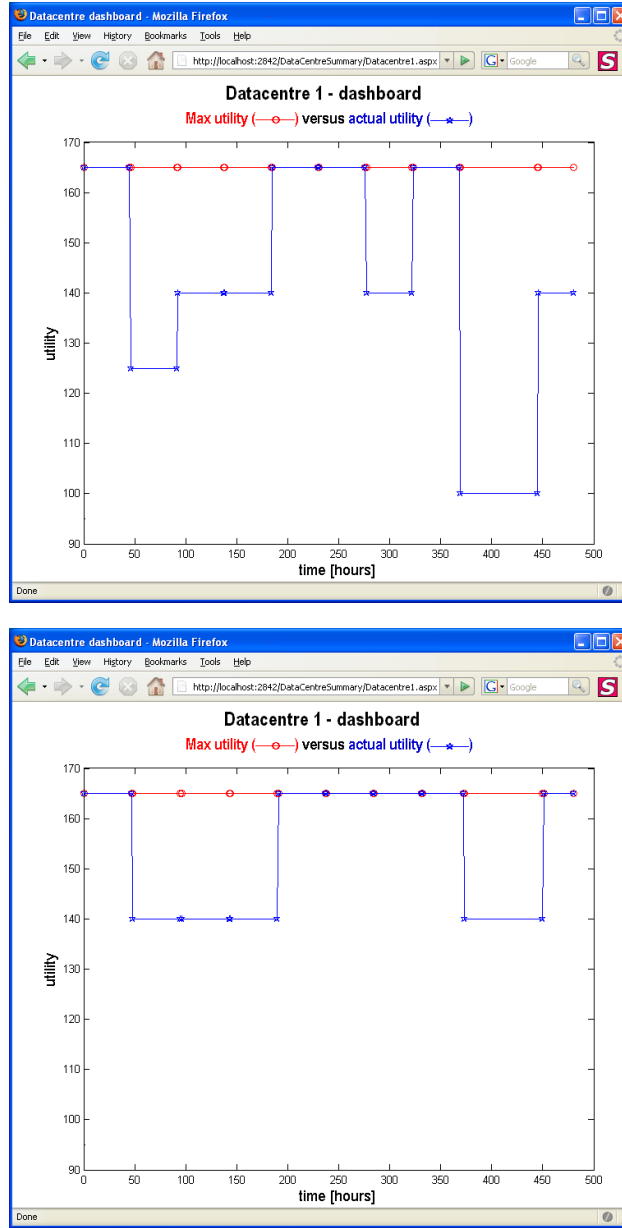 Datacentre dashboard - Mozilla Firefox
File Edit View History Bookmarks Tools Help
http://localhost:2842/DataCentreSummary/Datacentre1.aspx
G Google
S
Datacentre 1 - dashboard
Max utility ( ) versus actual utility ( )
170
160
150
140
130
120
110
100
90
utility
0 50 100 150 200 250 300 350 400 450 500
time [hours]
Done
Datacentre dashboard - Mozilla Firefox
File Edit View History Bookmarks Tools Help
http://localhost:2842/DataCentreSummary/Datacentre1.aspx
G Google
S
Datacentre 1 - dashboard
Max utility ( ) versus actual utility ( )
170
160
150
140
130
120
110
100
90
utility
0 50 100 150 200 250 300 350 400 450 500
time [hours]
Done